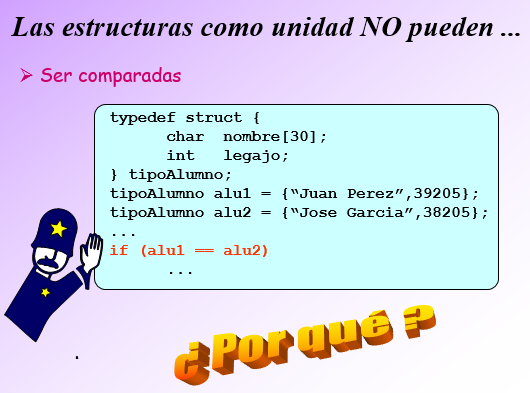 Las estructuras como unidad NO pueden ...
Ser comparadas
typedef struct {
char nombre[30];
int legajo;
} tipoAlumno;
tipoAlumno alu1 = {“Juan Perez”,39205};
tipoAlumno alu2 = {“Jose Garcia”,38205};
...
if (alu1 == alu2)
...
¿Por qué ?
.